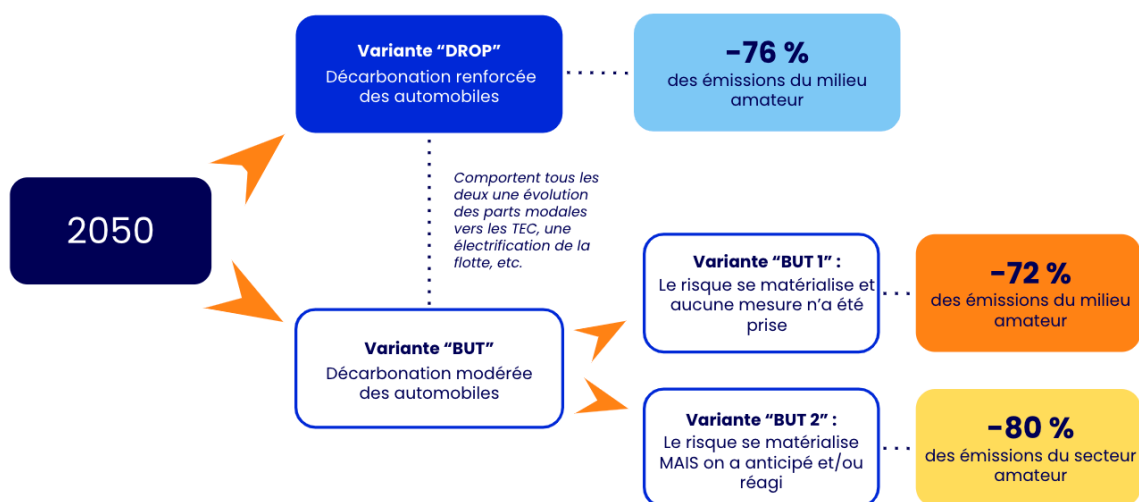 2050
Variante “DROP”
Décarbonation renforcée
des automobiles
-76 %
des émissions du milieu
amateur
Comportent tous les
deux une évolution
des parts modales
vers les TEC, une
électrification de la
flotte, etc.
Variante “BUT”
Décarbonation modérée
des automobiles
Variante “BUT 1” :
Le risque se matérialise et
aucune mesure n’a été
prise
-72 %
des émissions du milieu
amateur
Variante “BUT 2” :
Le risque se matérialise
MAIS on a anticipé et/ou
réagi
-80 %
des émissions du secteur
amateur